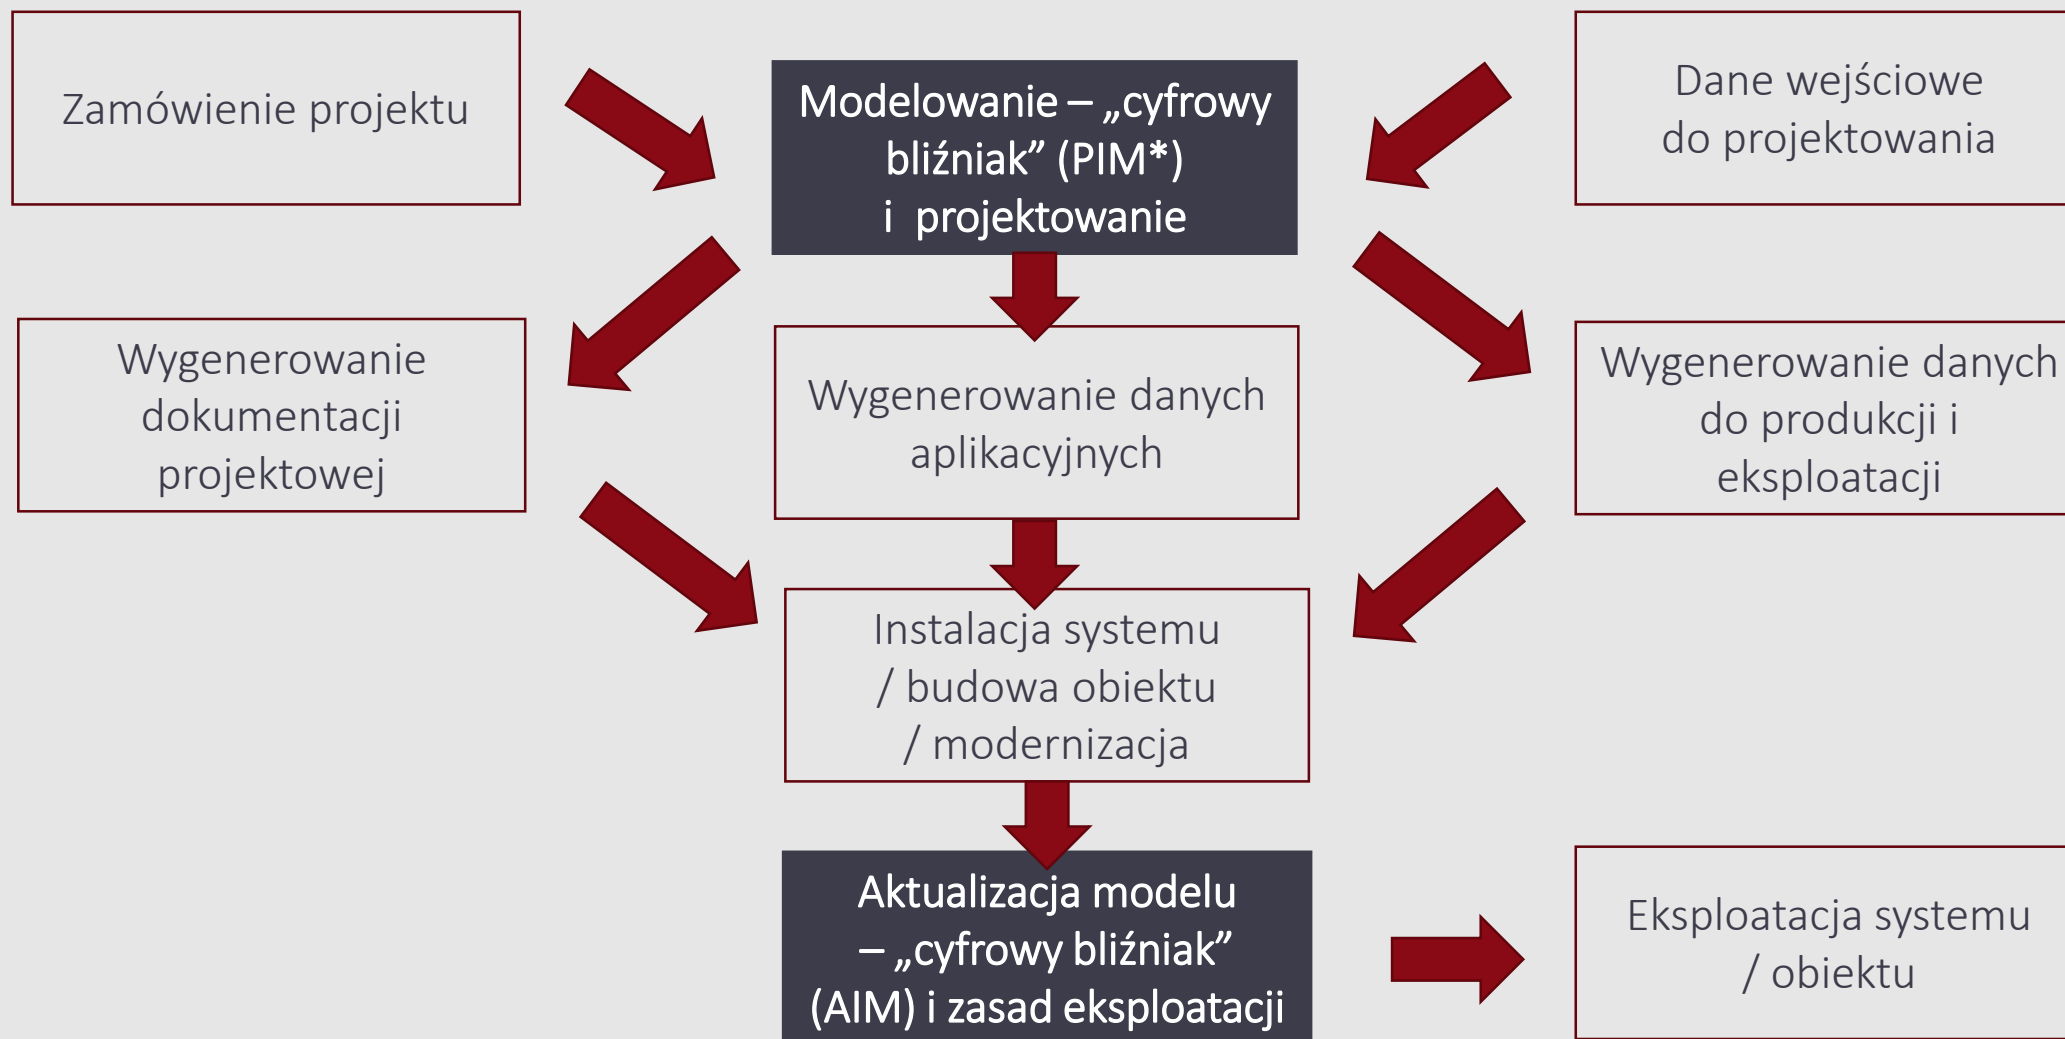 Zamówienie projektu
Modelowanie – „cyfrowy
bliźniak” (PIM*)
i projektowanie
Dane wejściowe
do projektowania
Wygenerowanie
dokumentacji
projektowej
Wygenerowanie danych
aplikacyjnych
Wygenerowanie danych
do produkcji i
eksploatacji
Instalacja systemu
/ budowa obiektu
/ modernizacja
Aktualizacja modelu
– „cyfrowy bliźniak”
(AIM) i zasad eksploatacji
Eksploatacja systemu
/ obiektu